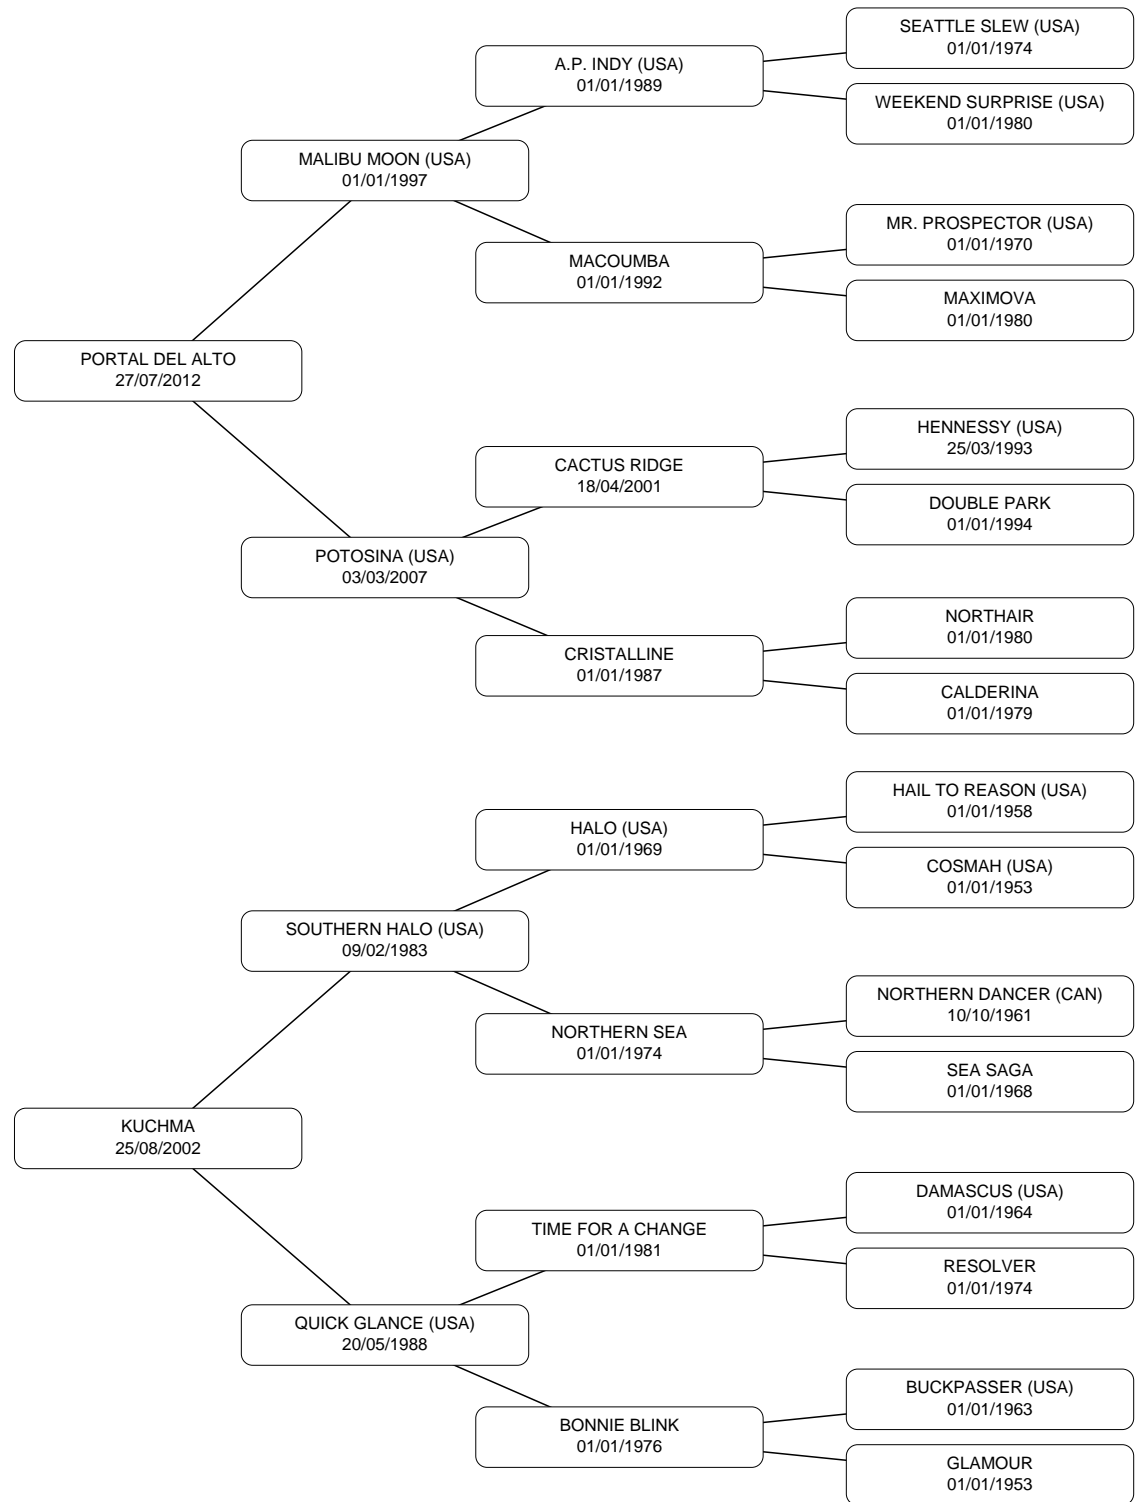 SEATTLE SLEW (USA)
01/01/1974
A.P. INDY (USA)
01/01/1989
WEEKEND SURPRISE (USA)
01/01/1980
MALIBU MOON (USA)
01/01/1997
MR. PROSPECTOR (USA)
01/01/1970
MACOUMBA
01/01/1992
MAXIMOVA
01/01/1980
PORTAL DEL ALTO
27/07/2012
HENNESSY (USA)
25/03/1993
CACTUS RIDGE
18/04/2001
DOUBLE PARK
01/01/1994
POTOSINA (USA)
03/03/2007
NORTHAIR
01/01/1980
CRISTALLINE
01/01/1987
CALDERINA
01/01/1979
HAIL TO REASON (USA)
01/01/1958
HALO (USA)
01/01/1969
COSMAH (USA)
01/01/1953
SOUTHERN HALO (USA)
09/02/1983
NORTHERN DANCER (CAN)
10/10/1961
NORTHERN SEA
01/01/1974
SEA SAGA
01/01/1968
KUCHMA
25/08/2002
DAMASCUS (USA)
01/01/1964
TIME FOR A CHANGE
01/01/1981
RESOLVER
01/01/1974
QUICK GLANCE (USA)
20/05/1988
BUCKPASSER (USA)
01/01/1963
BONNIE BLINK
01/01/1976
GLAMOUR
01/01/1953